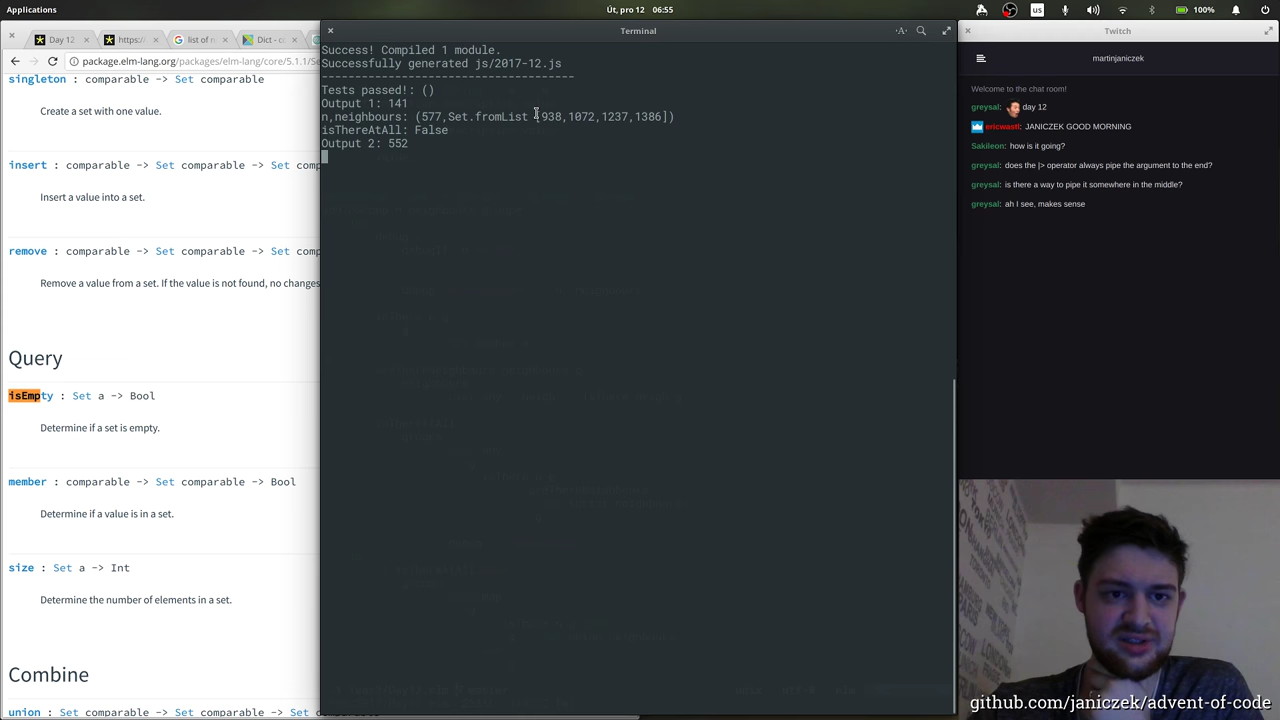 Applications
Út, pro 12 06:55
us
100%
Day 12
https:/
list of r
Dict - co
package.elm-lang.org/packages/elm-lang/core/5.1.1/S
singleton : comparable -> Set comparable
Create a set with one value.
insert : comparable -> Set comparable -> Set comp
Insert a value into a set.
remove : comparable -> Set comparable -> Set comp
Remove a value from a set. If the value is not found, no changes
Query
isEmpty : Set a -> Bool
Determine if a set is empty.
member : comparable -> Set comparable -> Bool
Determine if a value is in a set.
size : Set a -> Int
Determine the number of elements in a set.
Combine
union : Set comparable -> Set comparable -> Set comparable
Terminal
Success! Compiled 1 module.
Successfully generated js/2017-12.js
--------------------------------------
Tests passed!: ()
Output 1: 141
n,neighbours: (577,Set.fromList [938,1072,1237,1386])
isThereAtAll: False
Output 2: 552
Twitch
martinjaniczek
Welcome to the chat room!
greysal: day 12
ericwastl: JANICZEK GOOD MORNING
Sakileon: how is it going?
greysal: does the |> operator always pipe the argument to the end?
greysal: is there a way to pipe it somewhere in the middle?
greysal: ah I see, makes sense
github.com/janiczek/advent-of-code